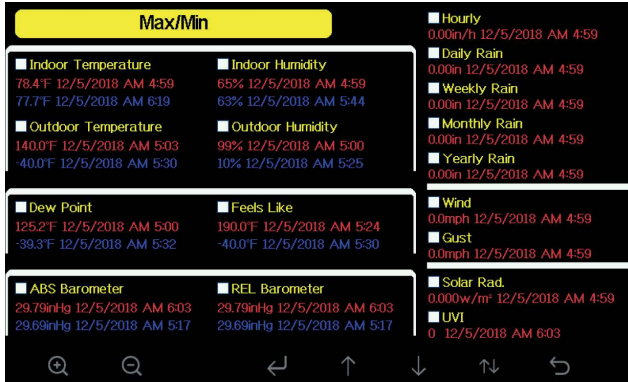 Max/Min
Indoor Temperature
78.4°F 12/5/2018 AM 4:59
77.7°F 12/5/2018 AM 6:19
Indoor Humidity
65% 12/5/2018 AM 4:59
63% 12/5/2018 AM 5:44
Outdoor Temperature
140.0°F 12/5/2018 AM 5:03
-40.0°F 12/5/2018 AM 5:30
Outdoor Humidity
99% 12/5/2018 AM 5:00
10% 12/5/2018 AM 5:25
Dew Point
125.2°F 12/5/2018 AM 5:00
-39.3°F 12/5/2018 AM 5:32
Feels Like
190.0°F 12/5/2018 AM 5:24
-40.0°F 12/5/2018 AM 5:30
ABS Barometer
29.79inHg 12/5/2018 AM 6:03
29.69inHg 12/5/2018 AM 5:17
REL Barometer
29.79inHg 12/5/2018 AM 6:03
29.69inHg 12/5/2018 AM 5:17
Hourly
0.00in/h 12/5/2018 AM 4:59
Daily Rain
0.00in 12/5/2018 AM 4:59
Weekly Rain
0.00in 12/5/2018 AM 4:59
Monthly Rain
0.00in 12/5/2018 AM 4:59
Yearly Rain
0.00in 12/5/2018 AM 4:59
Wind
0.0mph 12/5/2018 AM 4:59
Gust
0.0mph 12/5/2018 AM 4:59
Solar Rad.
0.000w/m² 12/5/2018 AM 4:59
UVI
0 12/5/2018 AM 6:03